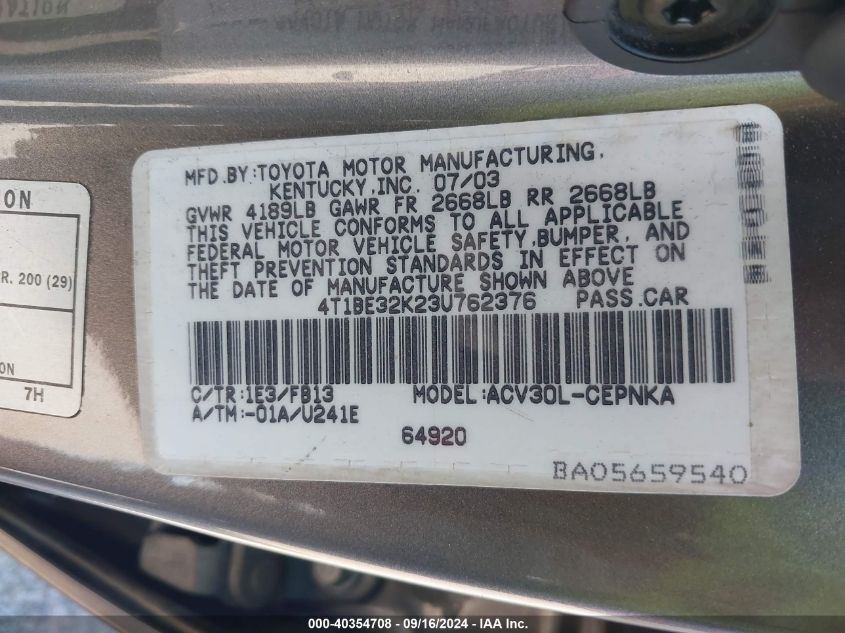 MFD.BY:TOYOTA MOTOR MANUFACTURING,
KENTUCKY,INC. 07/03
GVWR 4189LB GAWR FR 2668LB RR 2668LB
THIS VEHICLE CONFORMS TO ALL APPLICABLE
FEDERAL MOTOR VEHICLE SAFETY,BUMPER, AND
THEFT PREVENTION STANDARDS IN EFFECT ON
THE DATE OF MANUFACTURE SHOWN ABOVE
4T1BE32K23U762376 PASS.CAR
C/TR:1E3/FB13 MODEL:ACV30L-CEPNKA
A/TM:-01A/U241E
64920
BA05659540
ON
R. 200 (29)
ON
7H
000-40354708 - 09/16/2024 - IAA, Inc.